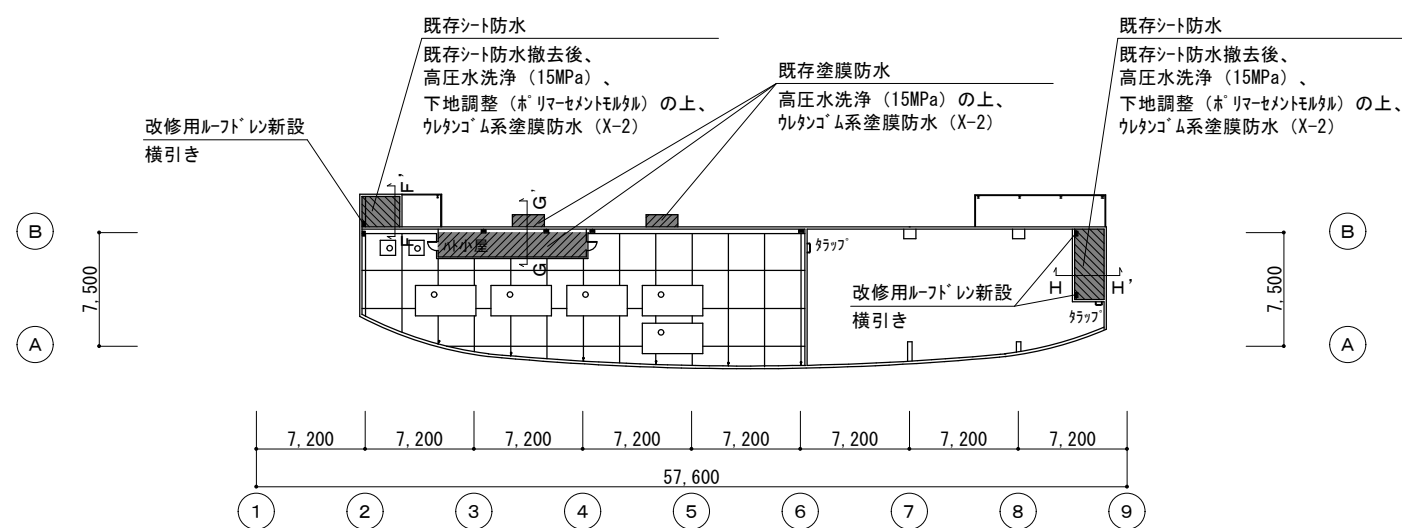 既存シート防水
既存シート防水撤去後、
高圧水洗浄（15MPa）、
下地調整（ポリマーセメントモルタル）の上、
ウレタンゴム系塗膜防水（X-2）
既存塗膜防水
高圧水洗浄（15MPa）の上、
ウレタンゴム系塗膜防水（X-2）
既存シート防水
既存シート防水撤去後、
高圧水洗浄（15MPa）、
下地調整（ポリマーセメントモルタル）の上、
ウレタンゴム系塗膜防水（X-2）
改修用ルーフドレン新設
横引き
F'
G'
B
B
F
ハト小屋
G
タラップ
H
H'
7,500
7,500
改修用ルーフドレン新設
横引き
タラップ
A
A
7,200
7,200
7,200
7,200
7,200
7,200
7,200
7,200
57,600
1
2
3
4
5
6
7
8
9